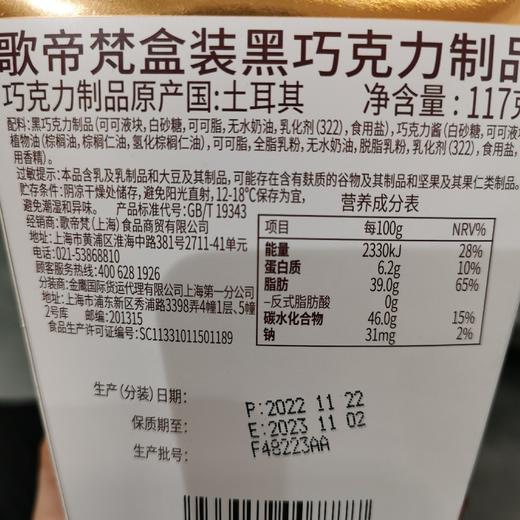 歌帝梵盒装黑巧克力制品
巧克力制品原产国:土耳其 净含量:117克
配料:黑巧克力制品(可可液块,白砂糖,可可脂,无水奶油,乳化剂(322),食用盐),巧克力酱(白砂糖,可可液块,
植物油(棕榈油,棕榈仁油,氢化棕榈仁油),可可脂,全脂乳粉,无水奶油,脱脂乳粉,乳化剂(322),食用盐,
用香精)。
过敏提示:本品含乳及乳制品和大豆及其制品,可能存在含有麸质的谷物及其制品和坚果及其果仁类制品。
贮存条件:阴凉干燥处储存,避免阳光直射,12-18℃保存为宜,
避免潮湿和异味。 产品标准代号:GB/T 19343
经销商:歌帝梵(上海)食品商贸有限公司
地址:上海市黄浦区淮海中路381号2711-41单元
电话:021-53868810
顾客服务热线:400 628 1926
分装商:金鹰国际货运代理有限公司上海第一分公司
地址:上海市浦东新区秀浦路3398弄4幢1层、5幢
2号库 邮编:201315
食品生产许可证编号:SC11331011501189
营养成分表
项目 每100g NRV%
能量 2330kJ 28%
蛋白质 6.2g 10%
脂肪 39.0g 65%
-反式脂肪酸 0g
碳水化合物 46.0g 15%
钠 31mg 2%
生产(分装)日期: P:2022 11 22
保质期至: E:2023 11 02
生产批号: F48223AA